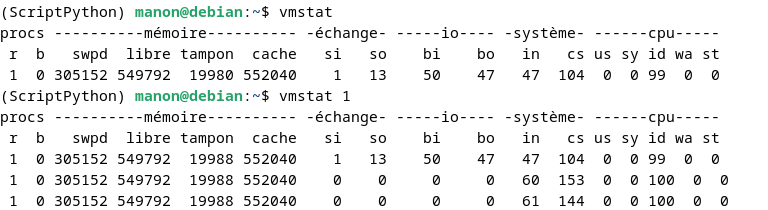 (ScriptPython) manon@debian:~$ vmstat
procs ----------mémoire---------- -échange- -----io---- -système- ------cpu-----
 r  b   swpd  libre tampon  cache   si   so    bi    bo   in   cs us sy id wa st
 1  0 305152 549792  19980 552040    1   13    50    47   47  104  0  0 99  0  0
(ScriptPython) manon@debian:~$ vmstat 1
procs ----------mémoire---------- -échange- -----io---- -système- ------cpu-----
 r  b   swpd  libre tampon  cache   si   so    bi    bo   in   cs us sy id wa st
 1  0 305152 549792  19988 552040    1   13    50    47   47  104  0  0 99  0  0
 1  0 305152 549792  19988 552040    0    0     0     0   60  153  0  0 100  0  0
 1  0 305152 549792  19988 552040    0    0     0     0   61  144  0  0 100  0  0